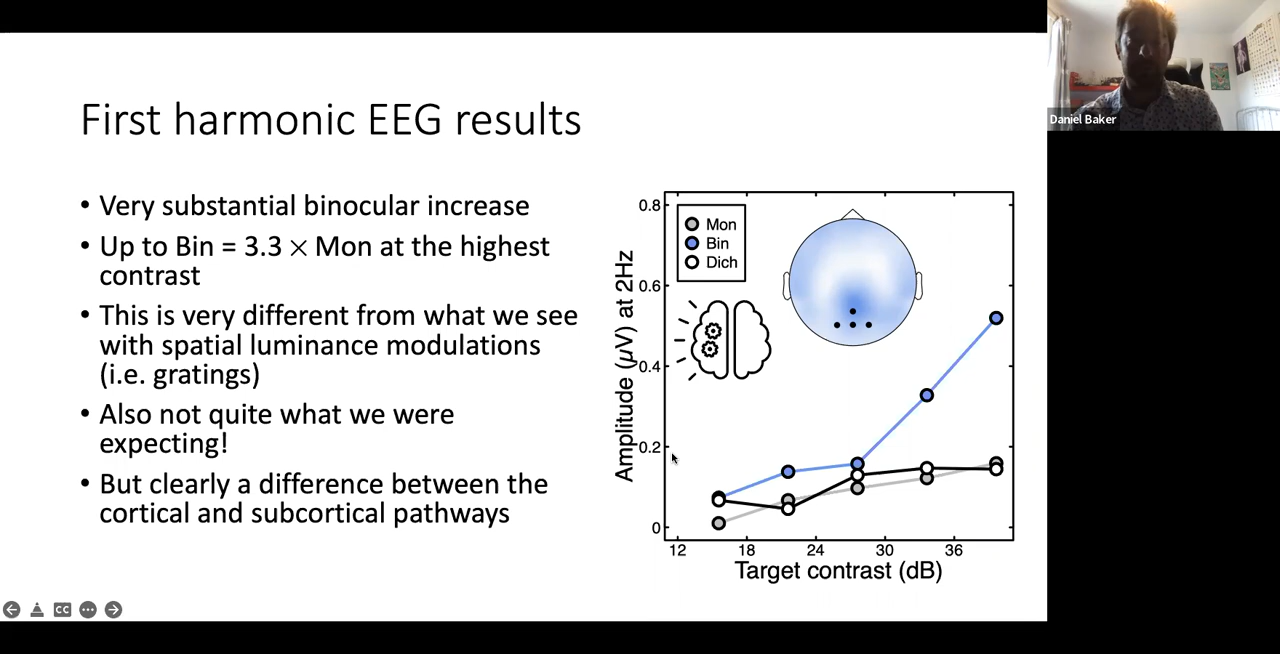 First harmonic EEG results
• Very substantial binocular increase
• Up to Bin = 3.3 × Mon at the highest
contrast
• This is very different from what we see
with spatial luminance modulations
(i.e. gratings)
• Also not quite what we were
expecting!
• But clearly a difference between the
cortical and subcortical pathways
Amplitude (μV) at 2Hz
0.8
0.6
0.4
0.2
0
Mon
Bin
Dich
12 18 24 30 36
Target contrast (dB)
CC
Daniel Baker